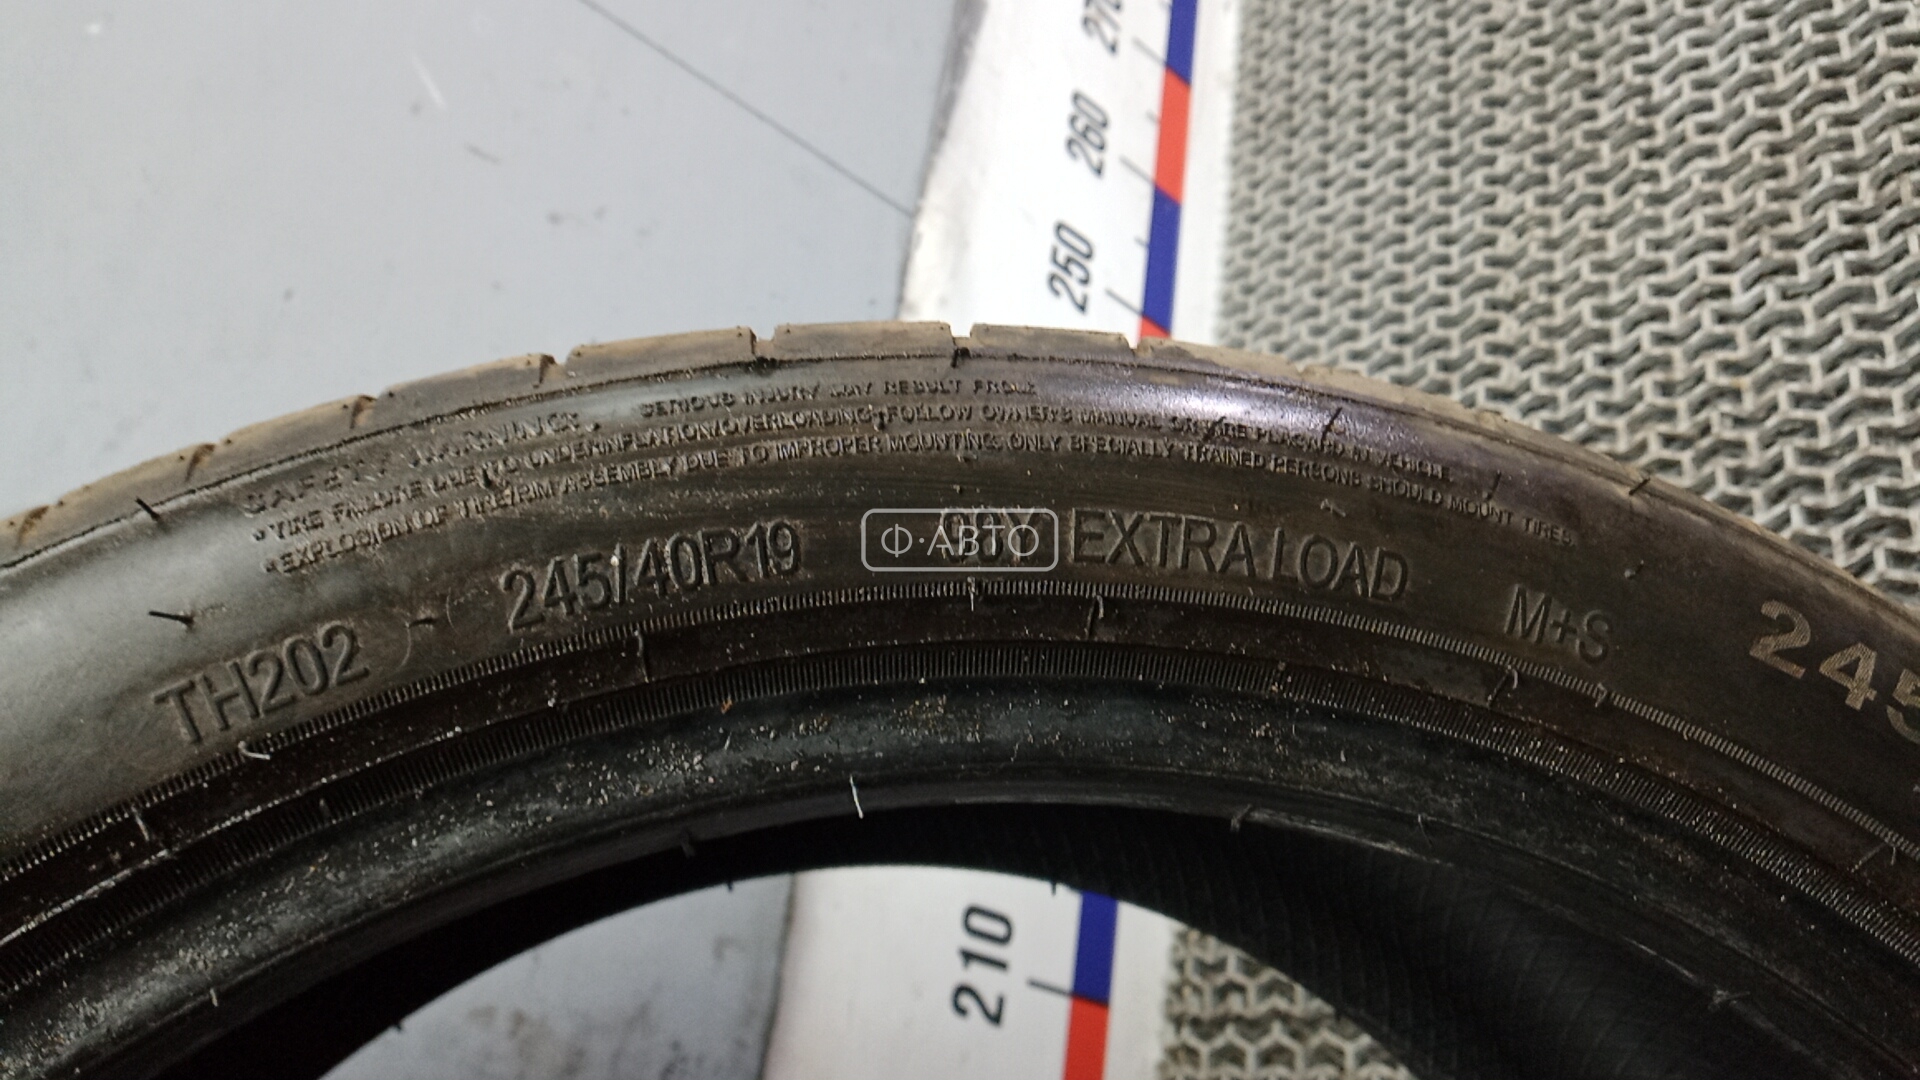 270
260
250
SAFETY WARNING: SERIOUS INJURY MAY RESULT FROM:
*TIRE FAILURE DUE TO UNDERINFLATION/OVERLOADING, FOLLOW OWNER'S MANUAL OR TIRE PLACARD IN VEHICLE.
*EXPLOSION OF TIRE/RIM ASSEMBLY DUE TO IMPROPER MOUNTING. ONLY SPECIALLY TRAINED PERSONS SHOULD MOUNT TIRES.
TH202 245/40R19 EXTRA LOAD M+S
Ф·АВТО
245
210